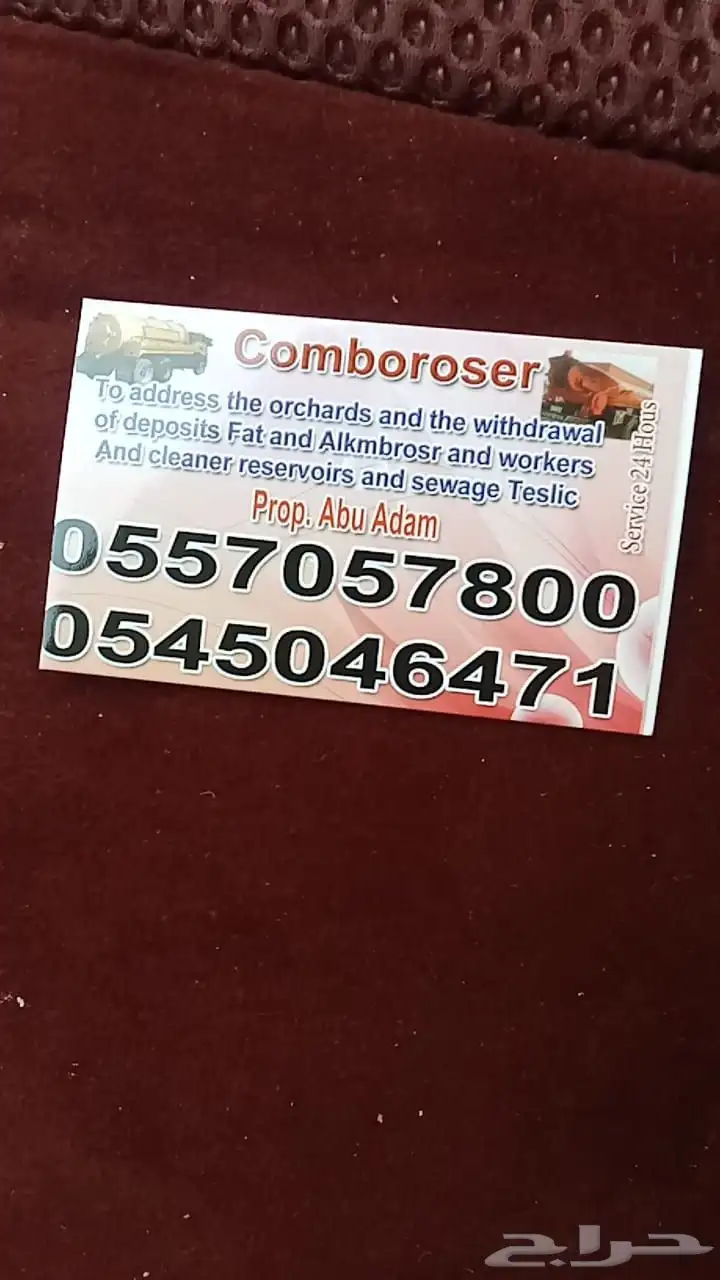 Comboroser
To address the orchards and the withdrawal
of deposits Fat and Alkmbrosr and workers
And cleaner reservoirs and sewage Teslic
Prop. Abu Adam
0557057800
0545046471
Service 24 Hous
حراج